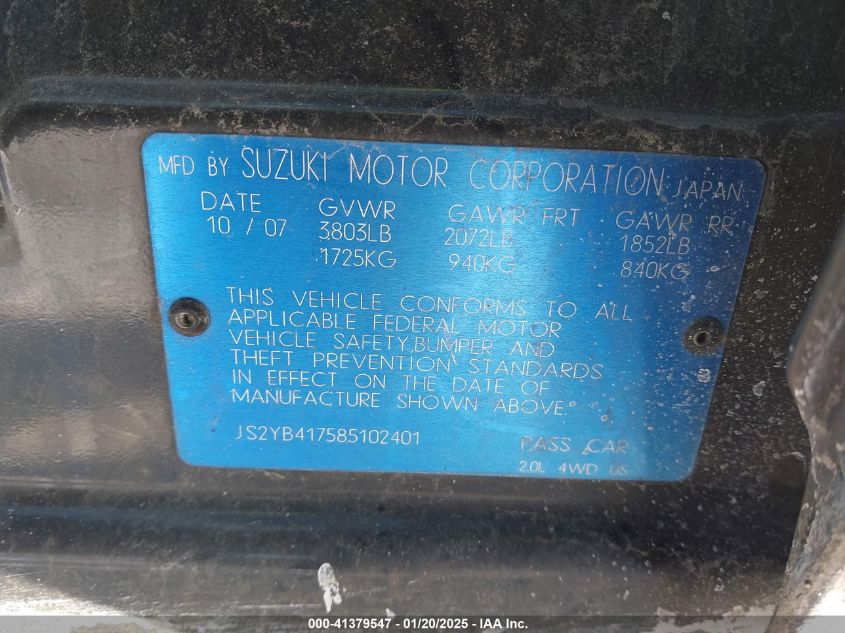 MFD BY SUZUKI MOTOR CORPORATION JAPAN
DATE GVWR GAWR FRT GAWR RR
10 / 07 3803LB 2072LB 1852LB
1725KG 940KG 840KG
THIS VEHICLE CONFORMS TO ALL
APPLICABLE FEDERAL MOTOR
VEHICLE SAFETY,BUMPER AND
THEFT PREVENTION STANDARDS
IN EFFECT ON THE DATE OF
MANUFACTURE SHOWN ABOVE.
JS2YB417585102401 PASS CAR
2.0L 4WD US
000-41379547 - 01/20/2025 - IAA Inc.